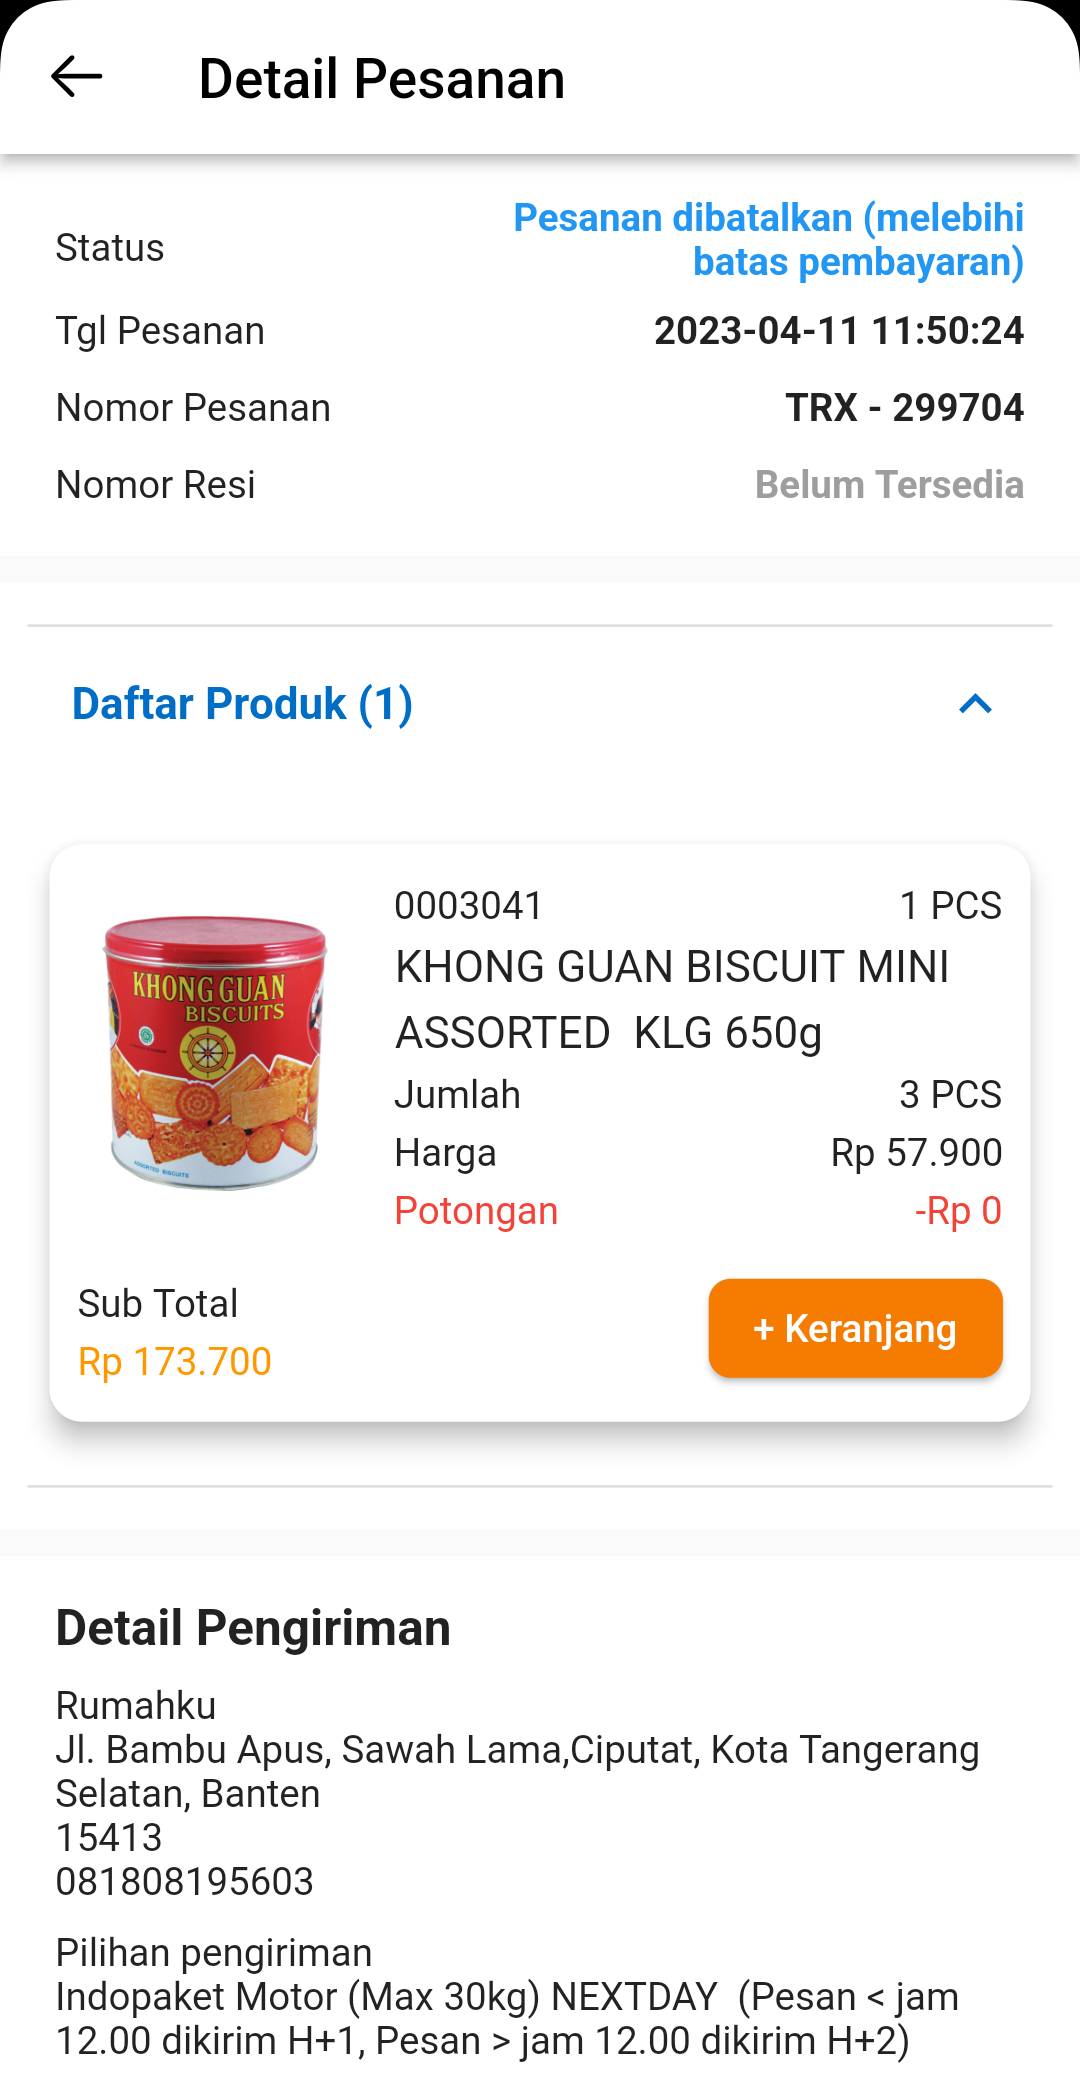 Detail Pesanan
Status
Pesanan dibatalkan (melebihi
batas pembayaran)
Tgl Pesanan 2023-04-11 11:50:24
Nomor Pesanan TRX - 299704
Nomor Resi Belum Tersedia
Daftar Produk (1)
KHONG GUAN
BISCUITS
ASSORTED BISCUITS
0003041 1 PCS
KHONG GUAN BISCUIT MINI
ASSORTED  KLG 650g
Jumlah 3 PCS
Harga Rp 57.900
Potongan -Rp 0
Sub Total
Rp 173.700
+ Keranjang
Detail Pengiriman
Rumahku
Jl. Bambu Apus, Sawah Lama,Ciputat, Kota Tangerang
Selatan, Banten
15413
081808195603
Pilihan pengiriman
Indopaket Motor (Max 30kg) NEXTDAY  (Pesan < jam
12.00 dikirim H+1, Pesan > jam 12.00 dikirim H+2)